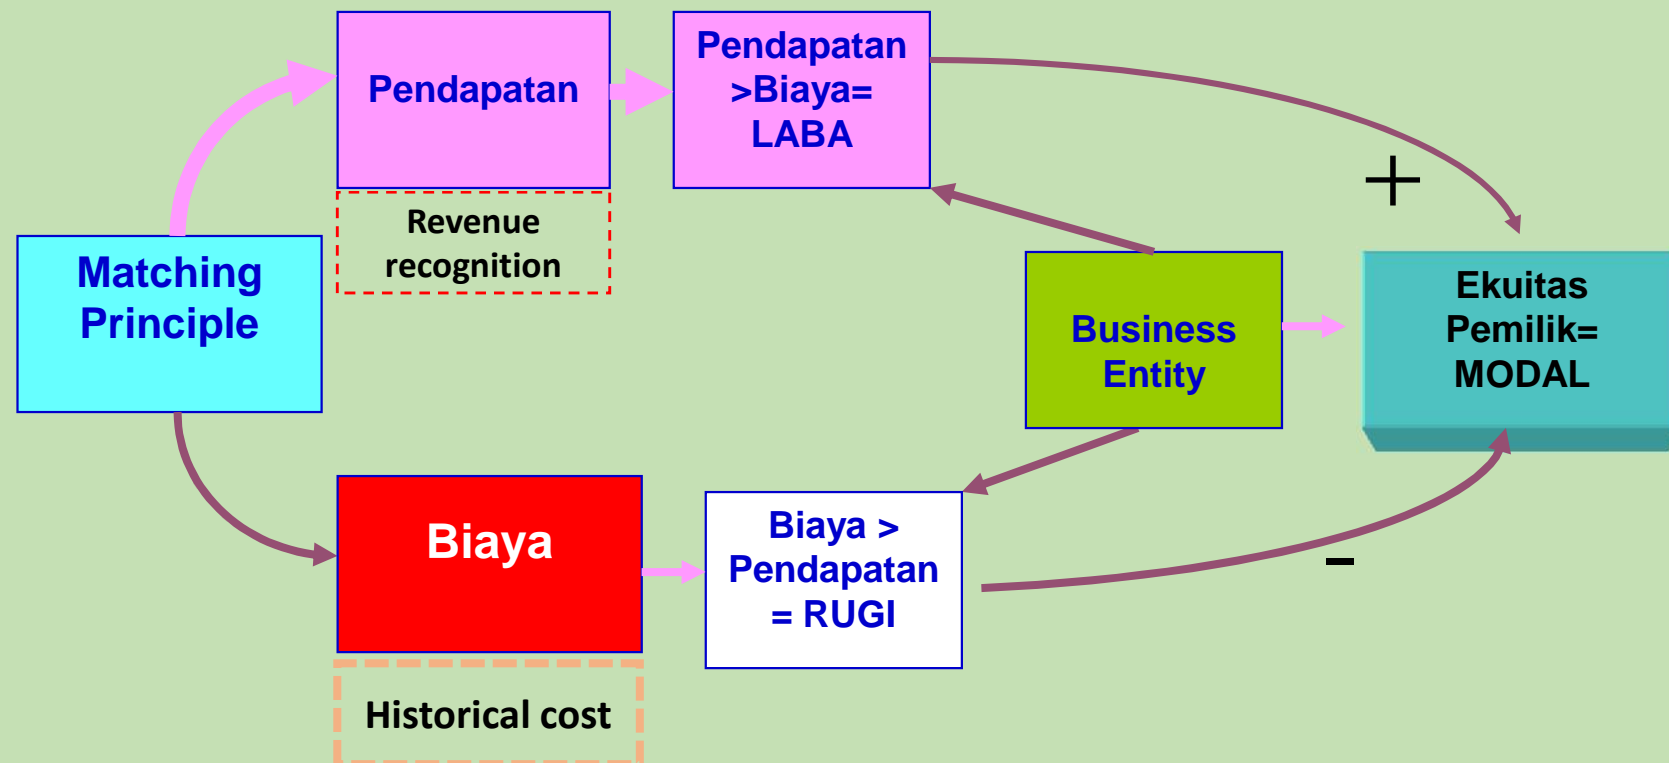 Pendapatan
Pendapatan
>Biaya=
LABA
+
Revenue
recognition
Matching
Principle
Business
Entity
Ekuitas
Pemilik=
MODAL
Biaya
Biaya >
Pendapatan
= RUGI
-
Historical cost